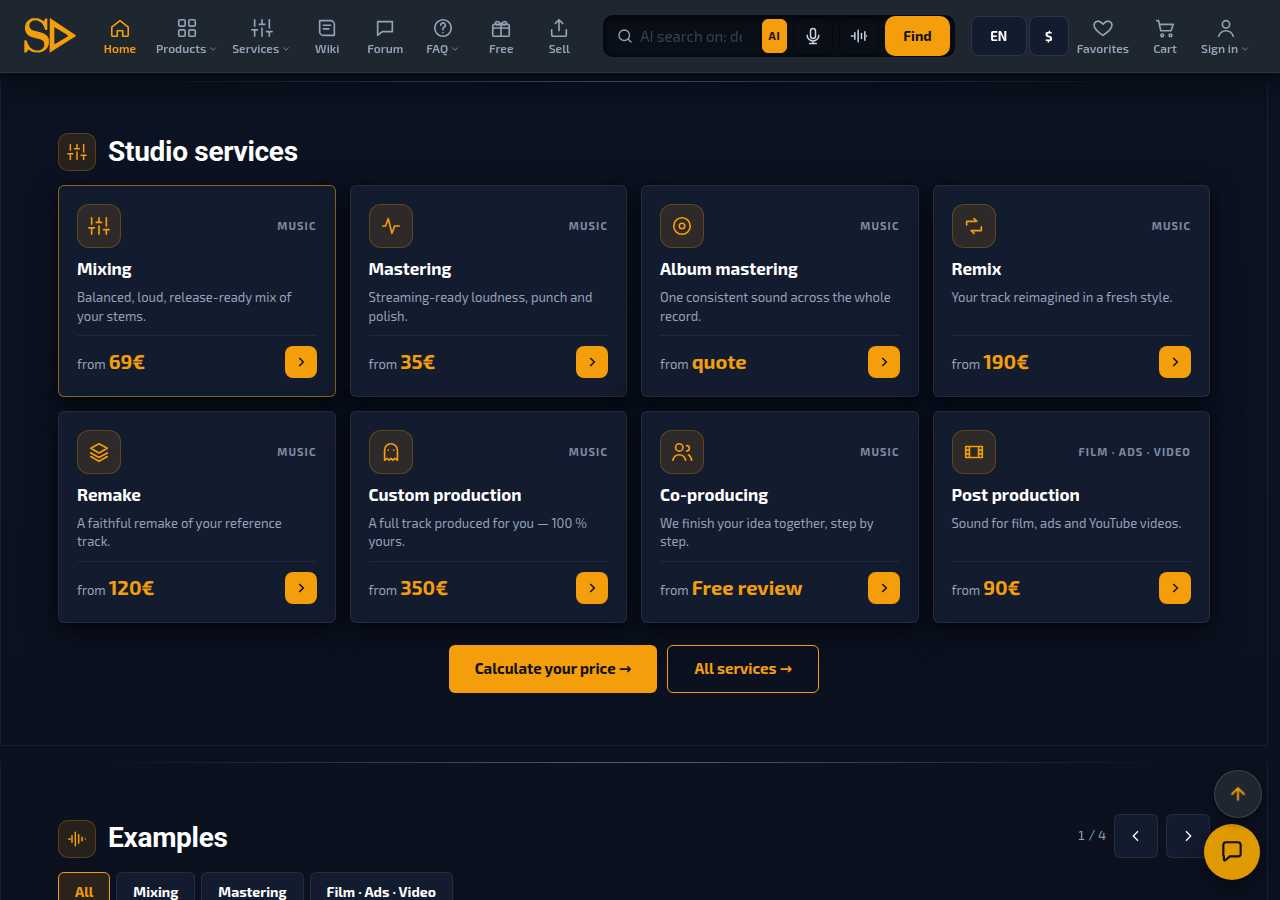 SD
Home
Products
Services
Wiki
Forum
FAQ
Free
Sell
AI search on: de
AI
Find
EN
$
Favorites
Cart
Sign in
Studio services
MUSIC
Mixing
Balanced, loud, release-ready mix of
your stems.
from 69€
MUSIC
Mastering
Streaming-ready loudness, punch and
polish.
from 35€
MUSIC
Album mastering
One consistent sound across the whole
record.
from quote
MUSIC
Remix
Your track reimagined in a fresh style.
from 190€
MUSIC
Remake
A faithful remake of your reference
track.
from 120€
MUSIC
Custom production
A full track produced for you — 100 %
yours.
from 350€
MUSIC
Co-producing
We finish your idea together, step by
step.
from Free review
FILM · ADS · VIDEO
Post production
Sound for film, ads and YouTube videos.
from 90€
Calculate your price →
All services →
Examples
1 / 4
All
Mixing
Mastering
Film · Ads · Video